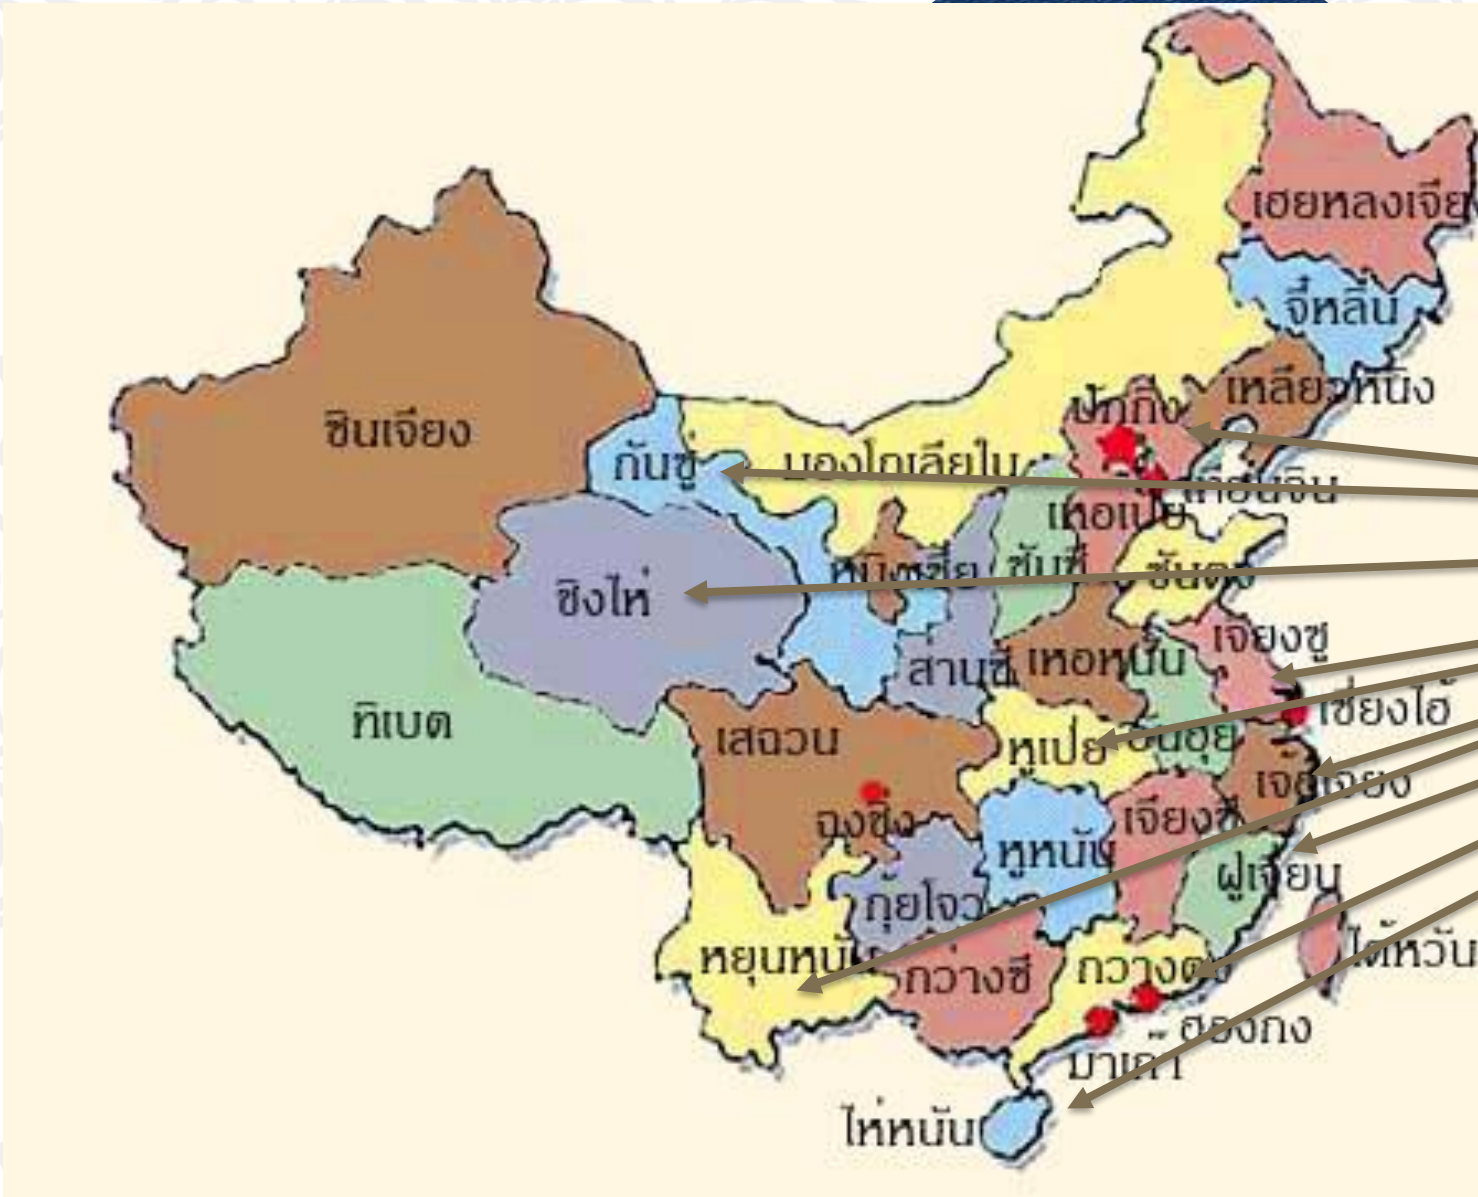 เฮยหลงเจีย
จี๋หลิน
เหลียวหนิง
ปักกิ่ง
ซินเจียง
กันซู
มองโกเลียใน
เทียนจิน
เหอเป่ย
หนิงเซี่ย
ซันซี
ซันตง
ชิงไห่
เจียงซู
ส่านซี
เหอหนัน
เซี่ยงไฮ้
ทิเบต
เสฉวน
หูเป่ย
อันฮุย
เจ้อเจียง
ฉงชิ่ง
เจียงซี
หูหนัน
ฝูเจี้ยน
กุ้ยโจว
หยุนหนัน
กว่างซี
กวางตง
ไต้หวัน
ฮ่องกง
มาเก๊า
ไห่หนัน